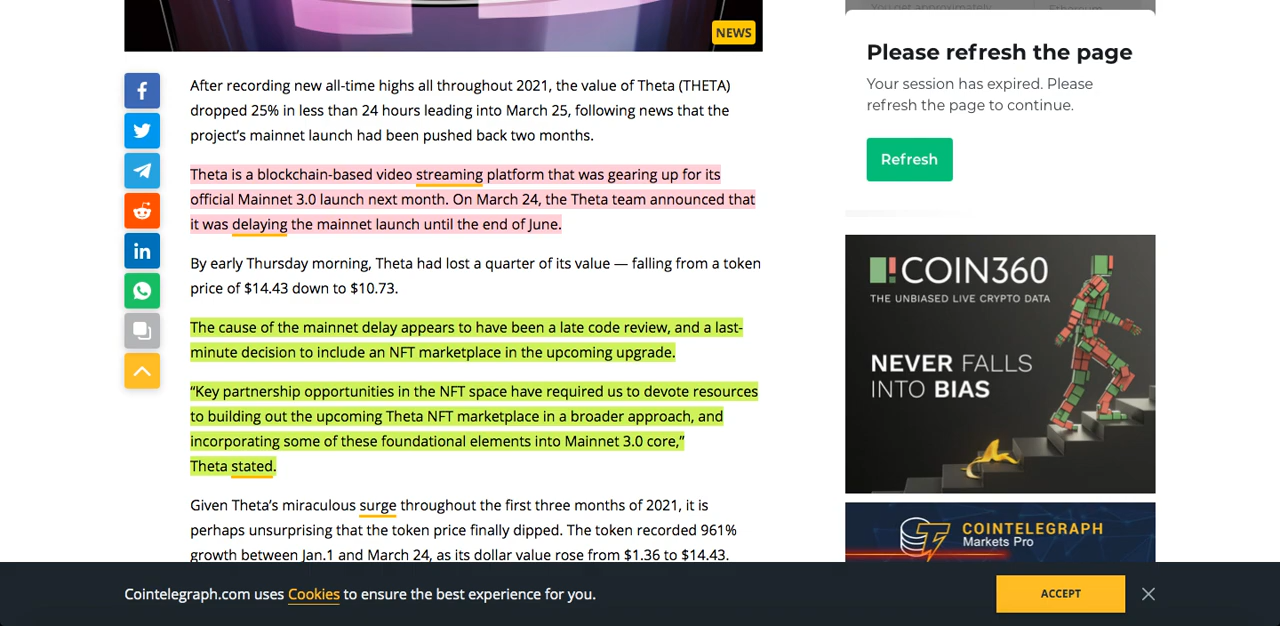 You get approximately
Ethereum
NEWS
Please refresh the page
Your session has expired. Please
refresh the page to continue.
Refresh
After recording new all-time highs all throughout 2021, the value of Theta (THETA)
dropped 25% in less than 24 hours leading into March 25, following news that the
project’s mainnet launch had been pushed back two months.
Theta is a blockchain-based video streaming platform that was gearing up for its
official Mainnet 3.0 launch next month. On March 24, the Theta team announced that
it was delaying the mainnet launch until the end of June.
By early Thursday morning, Theta had lost a quarter of its value — falling from a token
price of $14.43 down to $10.73.
The cause of the mainnet delay appears to have been a late code review, and a last-
minute decision to include an NFT marketplace in the upcoming upgrade.
“Key partnership opportunities in the NFT space have required us to devote resources
to building out the upcoming Theta NFT marketplace in a broader approach, and
incorporating some of these foundational elements into Mainnet 3.0 core,”
Theta stated.
Given Theta’s miraculous surge throughout the first three months of 2021, it is
perhaps unsurprising that the token price finally dipped. The token recorded 961%
growth between Jan.1 and March 24, as its dollar value rose from $1.36 to $14.43.
COIN360
THE UNBIASED LIVE CRYPTO DATA
NEVER FALLS
INTO BIAS
COINTELEGRAPH
Markets Pro
Cointelegraph.com uses Cookies to ensure the best experience for you.
ACCEPT